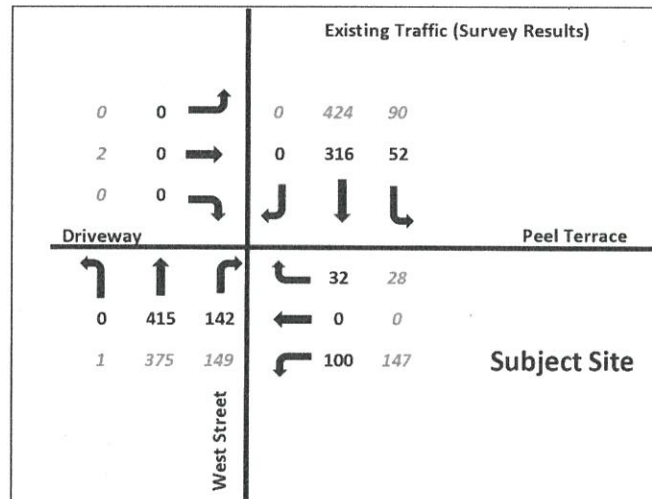 Existing Traffic (Survey Results)
0 0 0 424 90
2 0 0 316 52
0 0
Driveway Peel Terrace
32 28
0 415 142 0 0
1 375 149 100 147 Subject Site
West Street